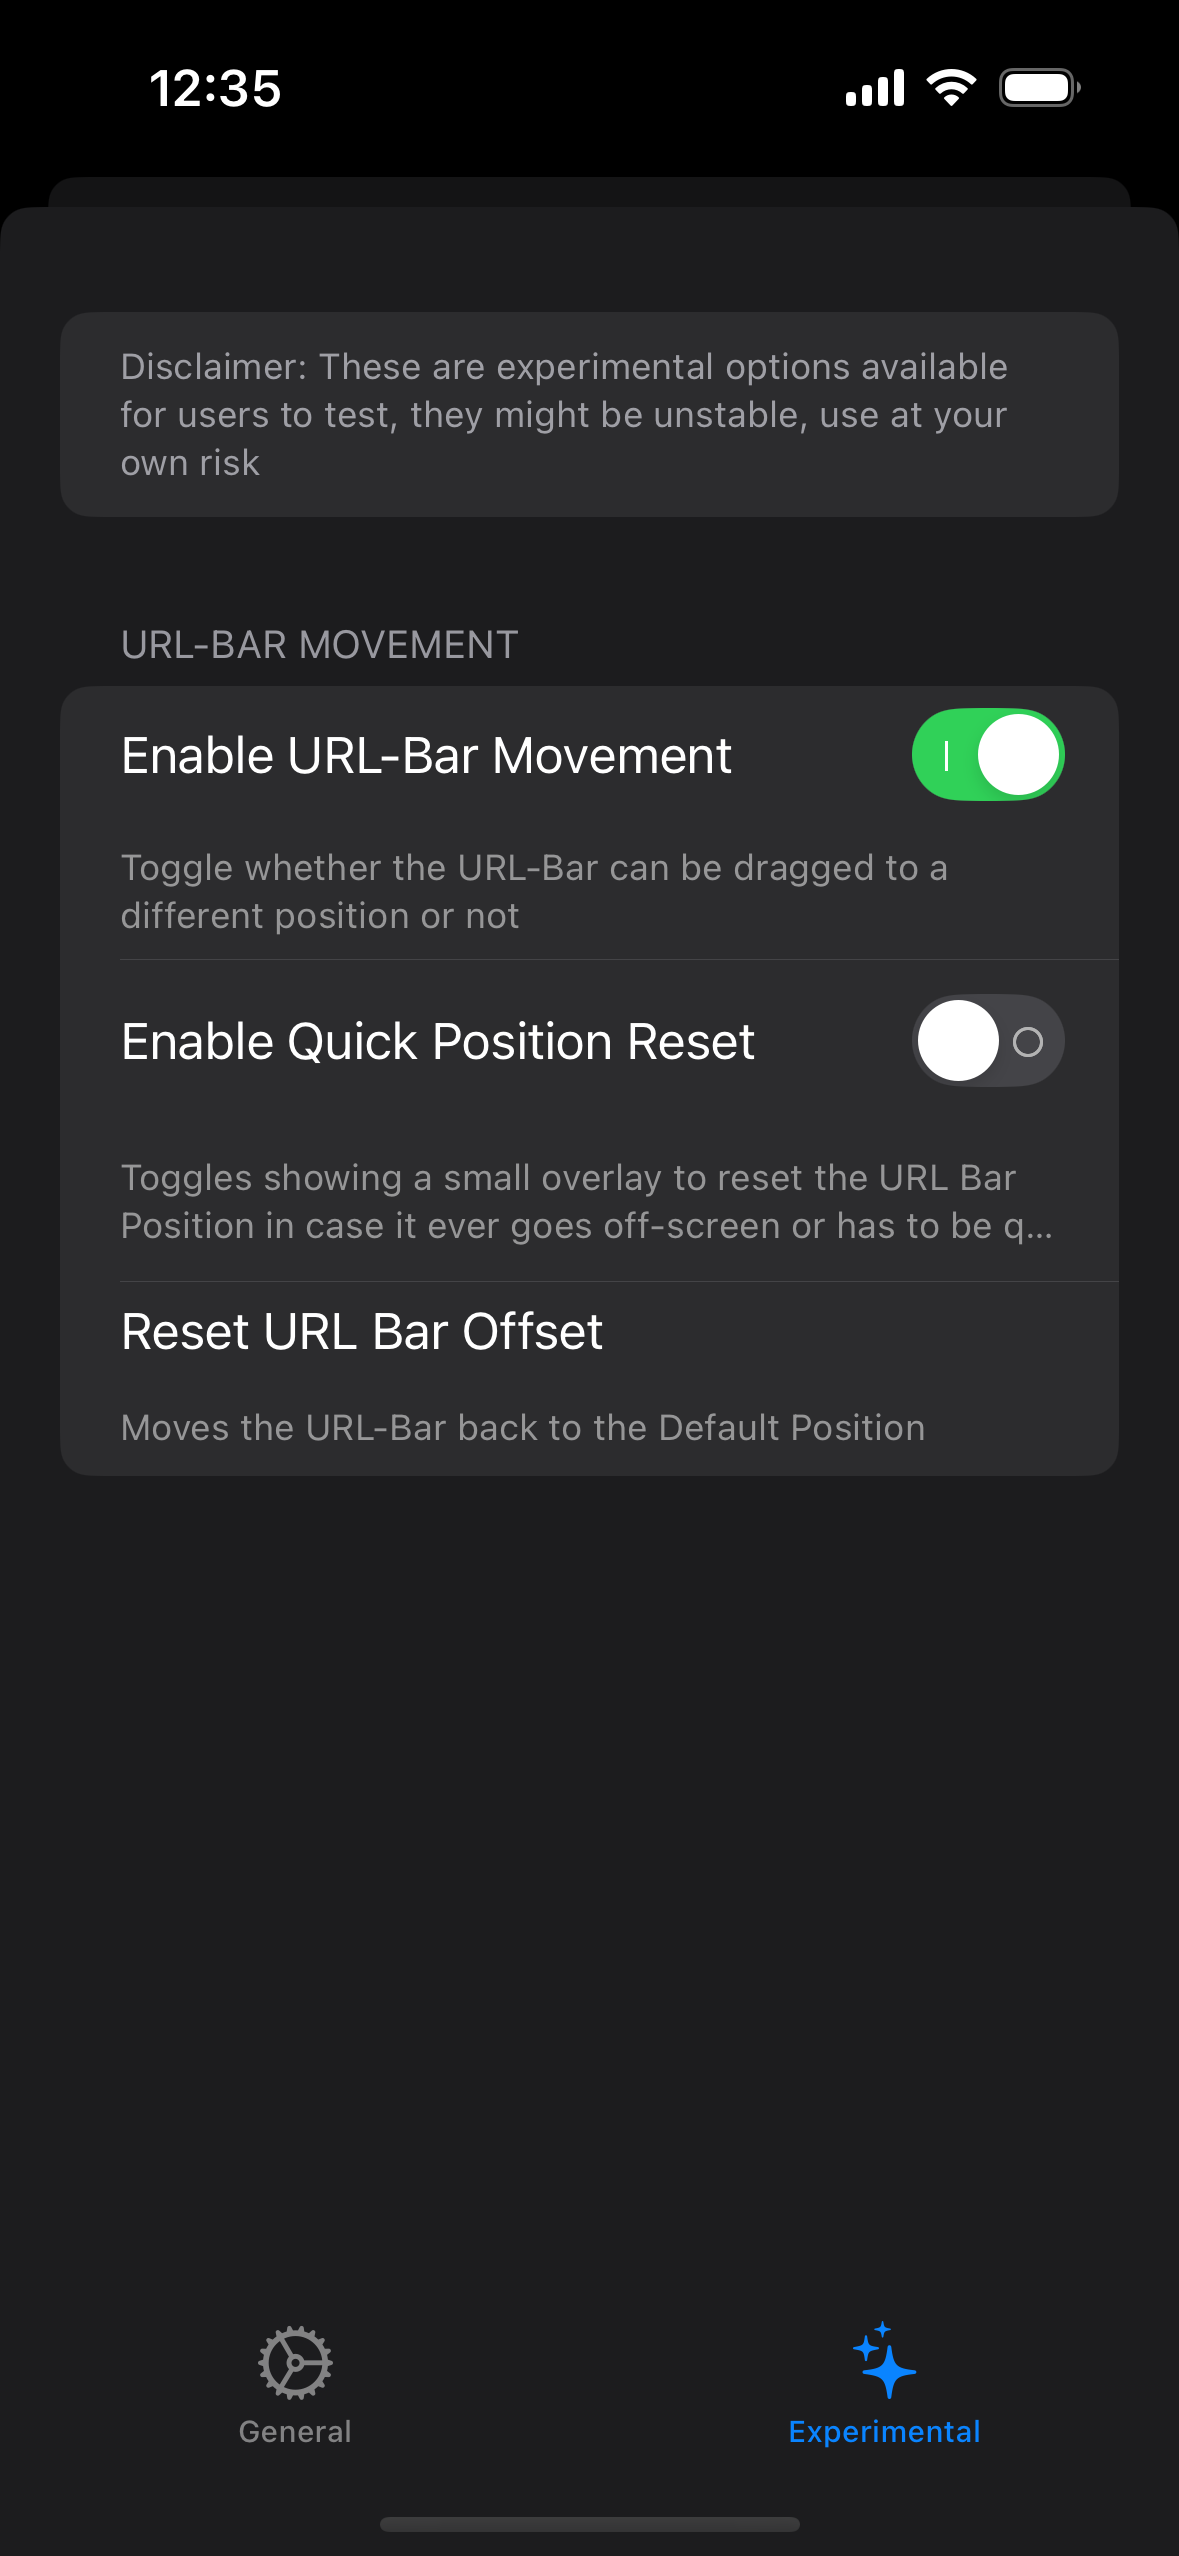 12:35
Disclaimer: These are experimental options available
for users to test, they might be unstable, use at your
own risk
URL-BAR MOVEMENT
Enable URL-Bar Movement
Toggle whether the URL-Bar can be dragged to a
different position or not
Enable Quick Position Reset
Toggles showing a small overlay to reset the URL Bar
Position in case it ever goes off-screen or has to be q...
Reset URL Bar Offset
Moves the URL-Bar back to the Default Position
General
Experimental